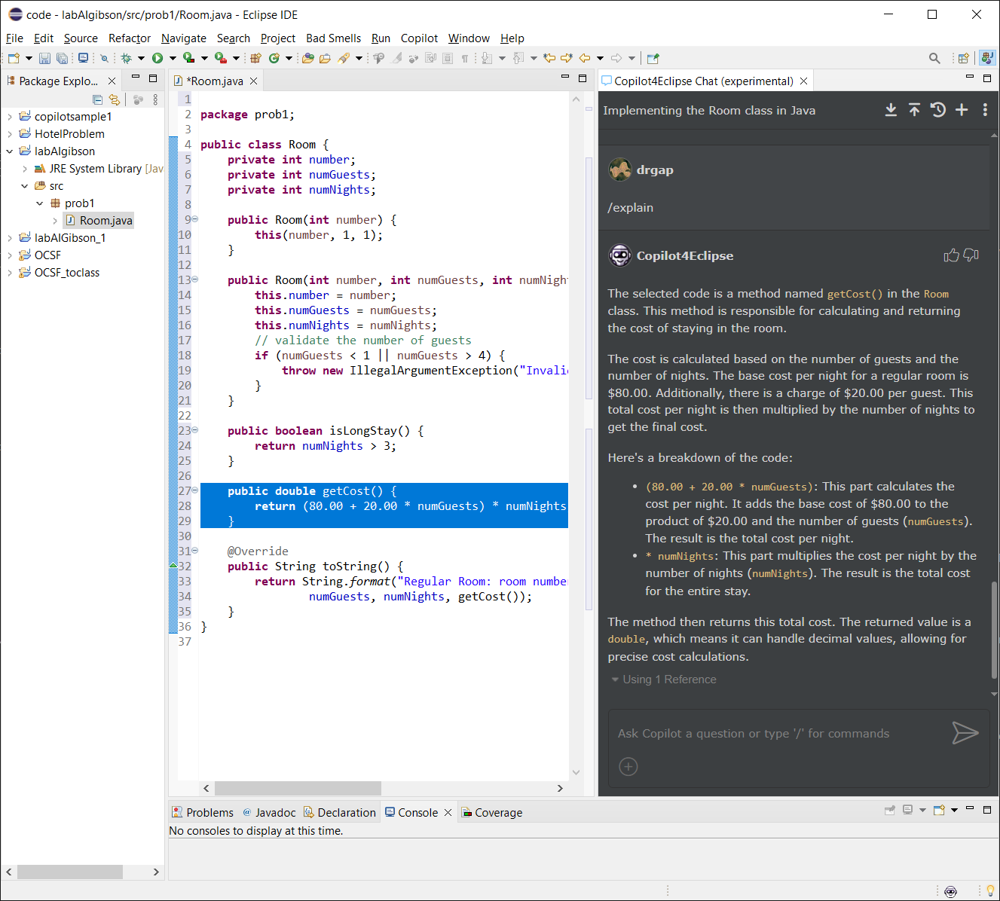 code - labAIgibson/src/prob1/Room.java - Eclipse IDE
File Edit Source Refactor Navigate Search Project Bad Smells Run Copilot Window Help
Package Explo...
copilotsample1
HotelProblem
labAIgibson
JRE System Library [Jav
src
prob1
Room.java
labAIGibson_1
OCSF
OCSF_toclass
*Room.java
1
2 package prob1;
3
4 public class Room {
5 private int number;
6 private int numGuests;
7 private int numNights;
8
9 public Room(int number) {
10 this(number, 1, 1);
11 }
12
13 public Room(int number, int numGuests, int numNigh
14 this.number = number;
15 this.numGuests = numGuests;
16 this.numNights = numNights;
17 // validate the number of guests
18 if (numGuests < 1 || numGuests > 4) {
19 throw new IllegalArgumentException("Invali
20 }
21 }
22
23 public boolean isLongStay() {
24 return numNights > 3;
25 }
26
27 public double getCost() {
28 return (80.00 + 20.00 * numGuests) * numNights
29 }
30
31 @Override
32 public String toString() {
33 return String.format("Regular Room: room numbe
34 numGuests, numNights, getCost());
35 }
36 }
37
Copilot4Eclipse Chat (experimental)
Implementing the Room class in Java
drgap
/explain
Copilot4Eclipse
The selected code is a method named getCost() in the Room
class. This method is responsible for calculating and returning
the cost of staying in the room.
The cost is calculated based on the number of guests and the
number of nights. The base cost per night for a regular room is
$80.00. Additionally, there is a charge of $20.00 per guest. This
total cost per night is then multiplied by the number of nights to
get the final cost.
Here's a breakdown of the code:
• (80.00 + 20.00 * numGuests): This part calculates the
cost per night. It adds the base cost of $80.00 to the
product of $20.00 and the number of guests (numGuests).
The result is the total cost per night.
• * numNights: This part multiplies the cost per night by the
number of nights (numNights). The result is the total cost
for the entire stay.
The method then returns this total cost. The returned value is a
double, which means it can handle decimal values, allowing for
precise cost calculations.
Using 1 Reference
Ask Copilot a question or type '/' for commands
Problems Javadoc Declaration Console Coverage
No consoles to display at this time.